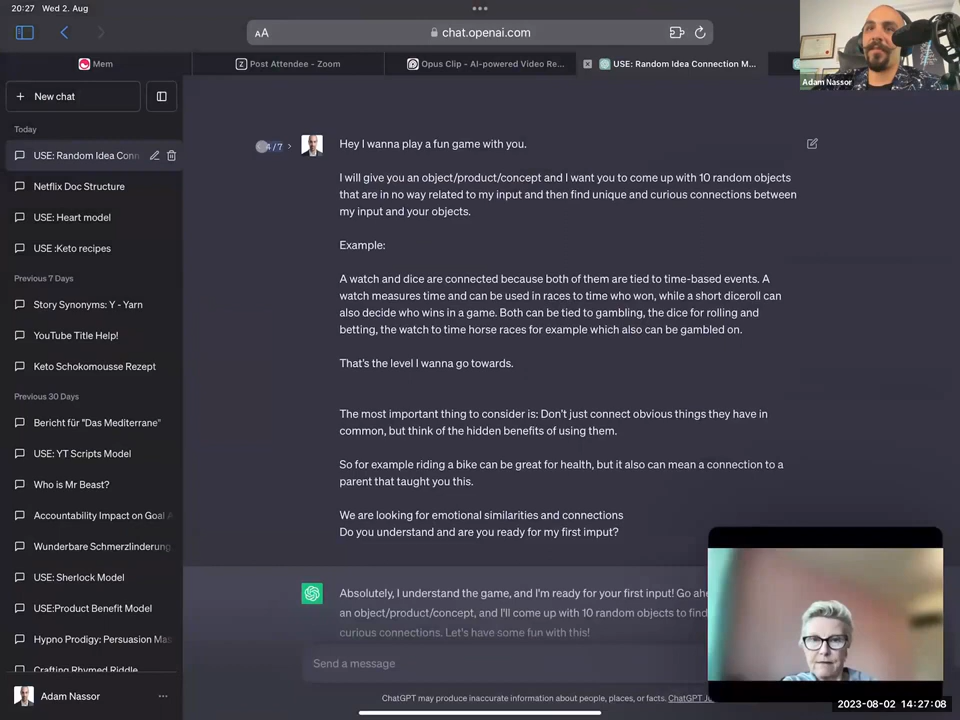 20:27 Wed 2. Aug
AA
chat.openai.com
Mem
Post Attendee - Zoom
Opus Clip - AI-powered Video Re...
USE: Random Idea Connection M...
Adam Nassor
New chat
Today
USE: Random Idea Conn
Netflix Doc Structure
USE: Heart model
USE :Keto recipes
Previous 7 Days
Story Synonyms: Y - Yarn
YouTube Title Help!
Keto Schokomousse Rezept
Previous 30 Days
Bericht für "Das Mediterrane"
USE: YT Scripts Model
Who is Mr Beast?
Accountability Impact on Goal A
Wunderbare Schmerzlinderung
USE: Sherlock Model
USE:Product Benefit Model
Hypno Prodigy: Persuasion Mas
Crafting Rhymed Riddle
Adam Nassor
4/7
Hey I wanna play a fun game with you.
I will give you an object/product/concept and I want you to come up with 10 random objects
that are in no way related to my input and then find unique and curious connections between
my input and your objects.
Example:
A watch and dice are connected because both of them are tied to time-based events. A
watch measures time and can be used in races to time who won, while a short diceroll can
also decide who wins in a game. Both can be tied to gambling, the dice for rolling and
betting, the watch to time horse races for example which also can be gambled on.
That's the level I wanna go towards.
The most important thing to consider is: Don't just connect obvious things they have in
common, but think of the hidden benefits of using them.
So for example riding a bike can be great for health, but it also can mean a connection to a
parent that taught you this.
We are looking for emotional similarities and connections
Do you understand and are you ready for my first imput?
Absolutely, I understand the game, and I'm ready for your first input! Go ahe
an object/product/concept, and I'll come up with 10 random objects to find
curious connections. Let's have some fun with this!
Send a message
ChatGPT may produce inaccurate information about people, places, or facts. ChatGPT Ju
2023-08-02 14:27:08